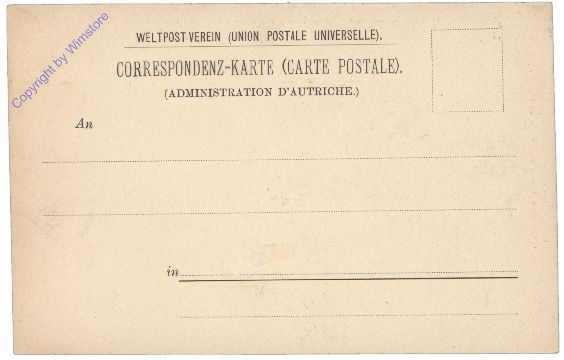 WELTPOST-VEREIN (UNION POSTALE UNIVERSELLE).
CORRESPONDENZ-KARTE (CARTE POSTALE).
(ADMINISTRATION D'AUTRICHE.)
An
in
Copyright by Wimstore